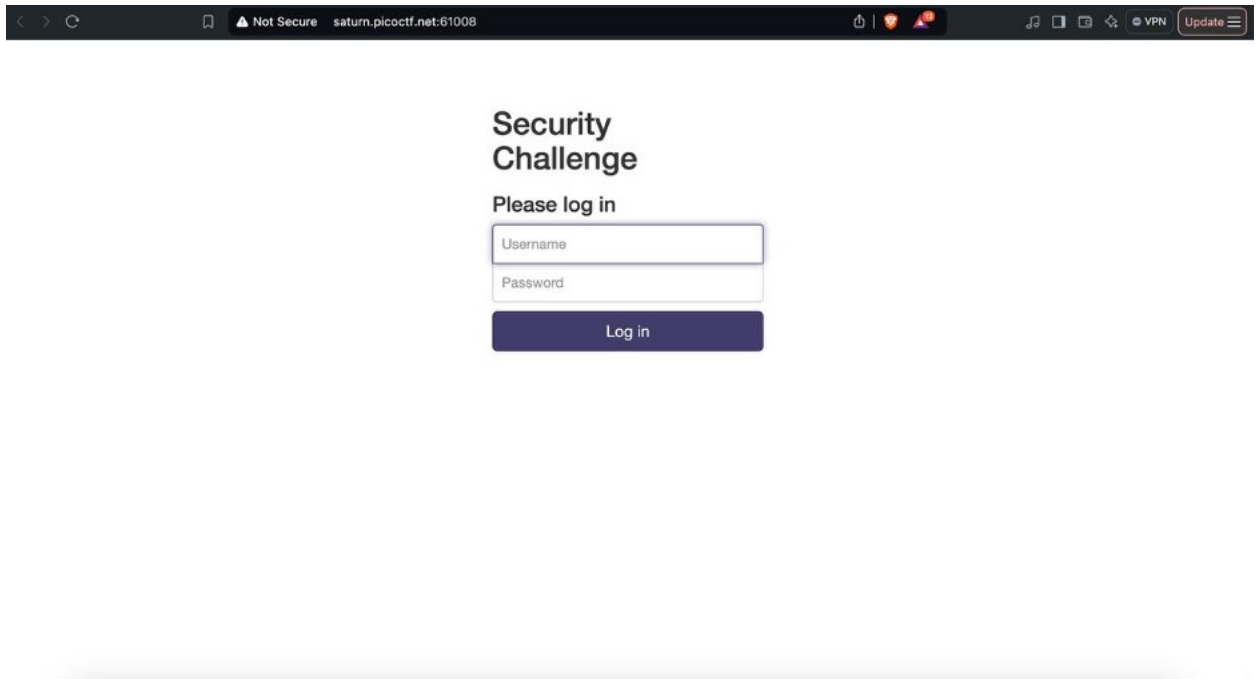 Not Secure saturn.picoctf.net:61008 VPN Update
Security
Challenge
Please log in
Username
Password
Log in